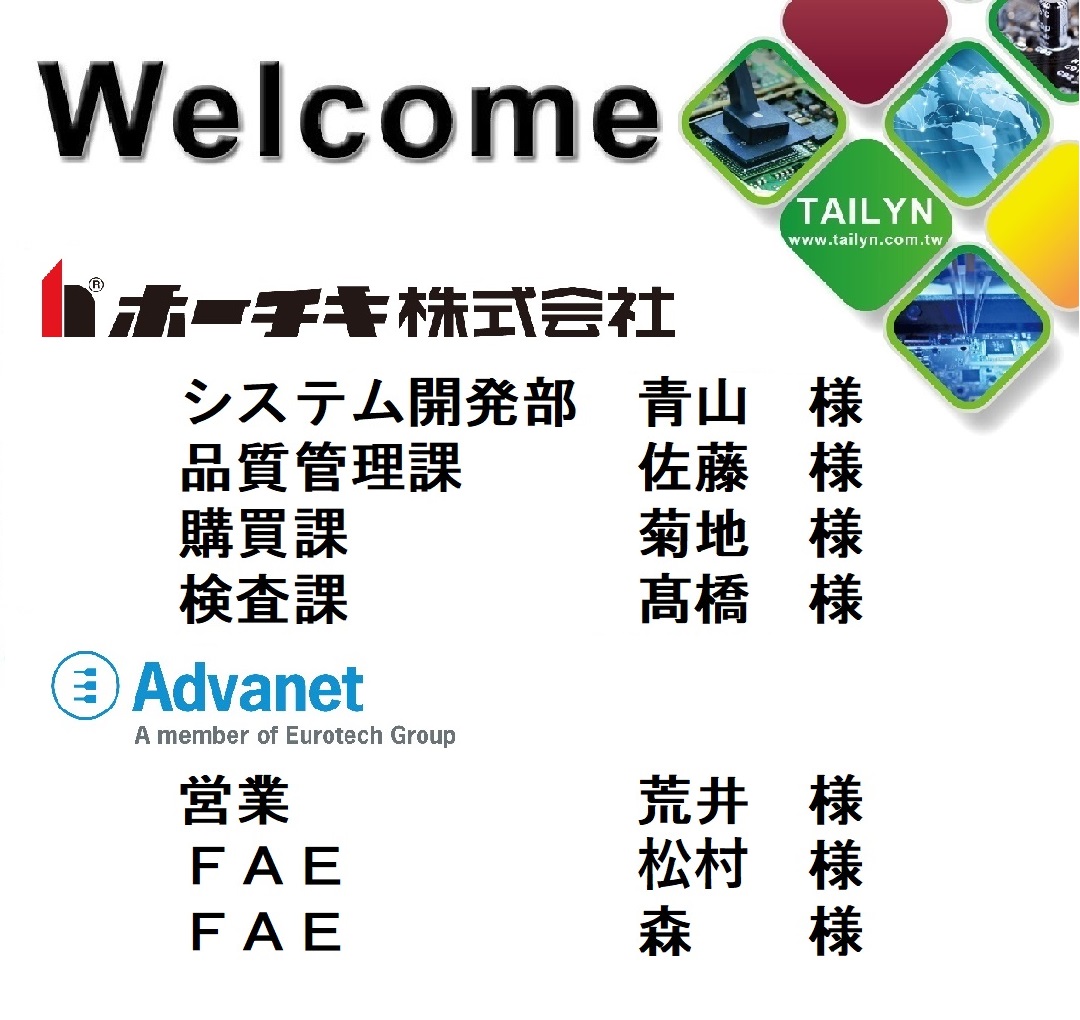 Welcome
TAILYN
www.tailyn.com.tw
h® ホーチキ株式会社
システム開発部　青山　様
品質管理課　佐藤　様
購買課　菊地　様
検査課　髙橋　様
Advanet
A member of Eurotech Group
営業　荒井　様
ＦＡＥ　松村　様
ＦＡＥ　森　様